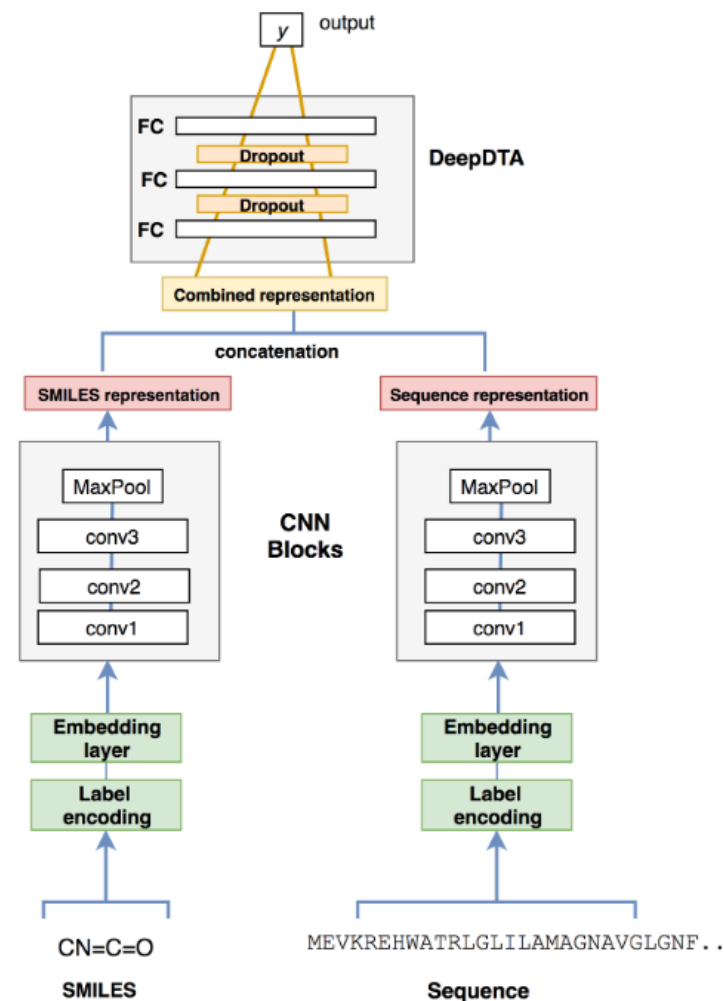 y
output
FC
Dropout
FC
Dropout
FC
DeepDTA
Combined representation
concatenation
SMILES representation
Sequence representation
MaxPool
conv3
conv2
conv1
CNN
Blocks
MaxPool
conv3
conv2
conv1
Embedding
layer
Label
encoding
Embedding
layer
Label
encoding
CN=C=O
MEVKREHWATRLGLILAMAGNAVGLGNF..
SMILES
Sequence